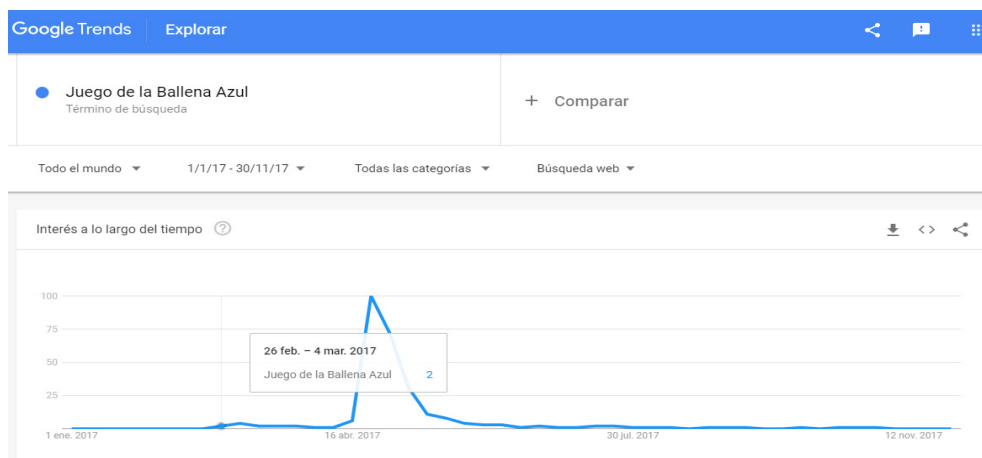 Google Trends Explorar
Juego de la Ballena Azul
Término de búsqueda
+ Comparar
Todo el mundo 1/1/17 - 30/11/17 Todas las categorías Búsqueda web
Interés a lo largo del tiempo
100
75
50
25
26 feb. – 4 mar. 2017
Juego de la Ballena Azul 2
1 ene. 2017 16 abr. 2017 30 jul. 2017 12 nov. 2017